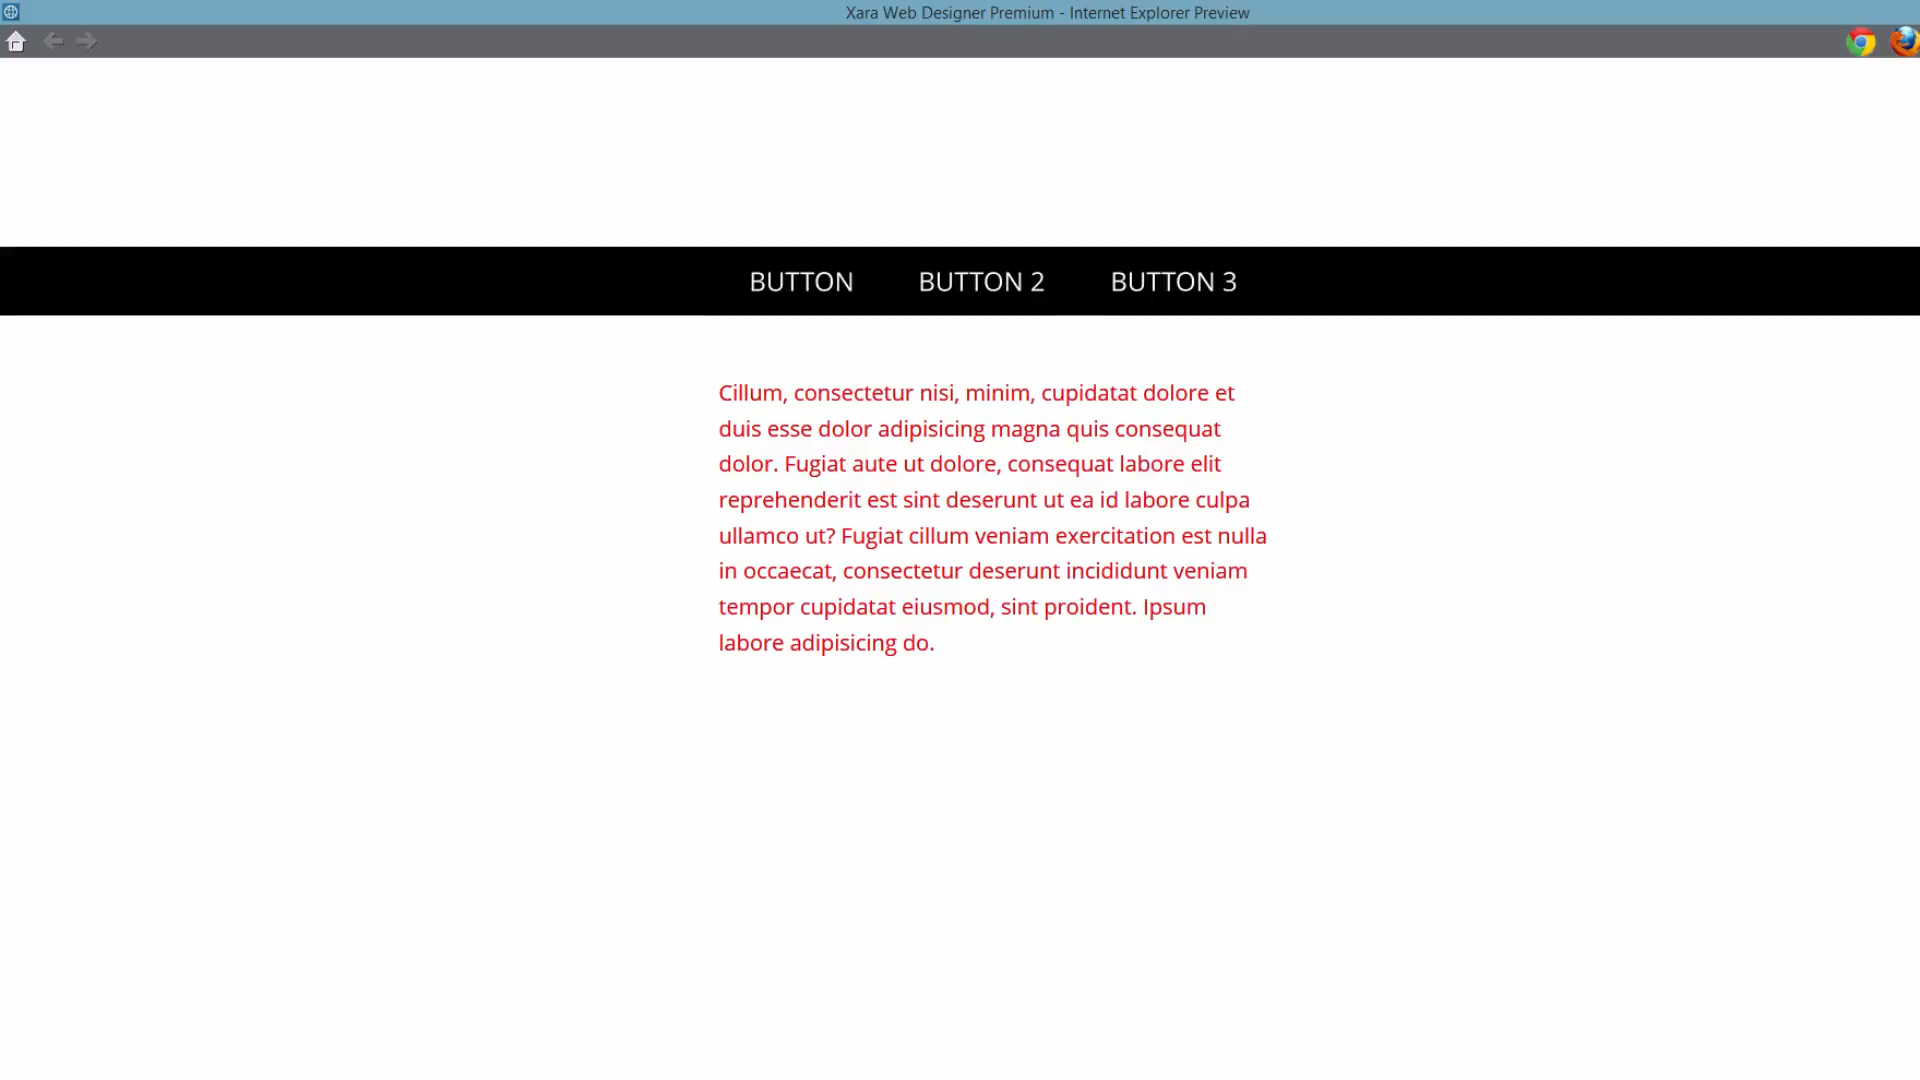 Xara Web Designer Premium - Internet Explorer Preview
BUTTON BUTTON 2 BUTTON 3
Cillum, consectetur nisi, minim, cupidatat dolore et
duis esse dolor adipisicing magna quis consequat
dolor. Fugiat aute ut dolore, consequat labore elit
reprehenderit est sint deserunt ut ea id labore culpa
ullamco ut? Fugiat cillum veniam exercitation est nulla
in occaecat, consectetur deserunt incididunt veniam
tempor cupidatat eiusmod, sint proident. Ipsum
labore adipisicing do.